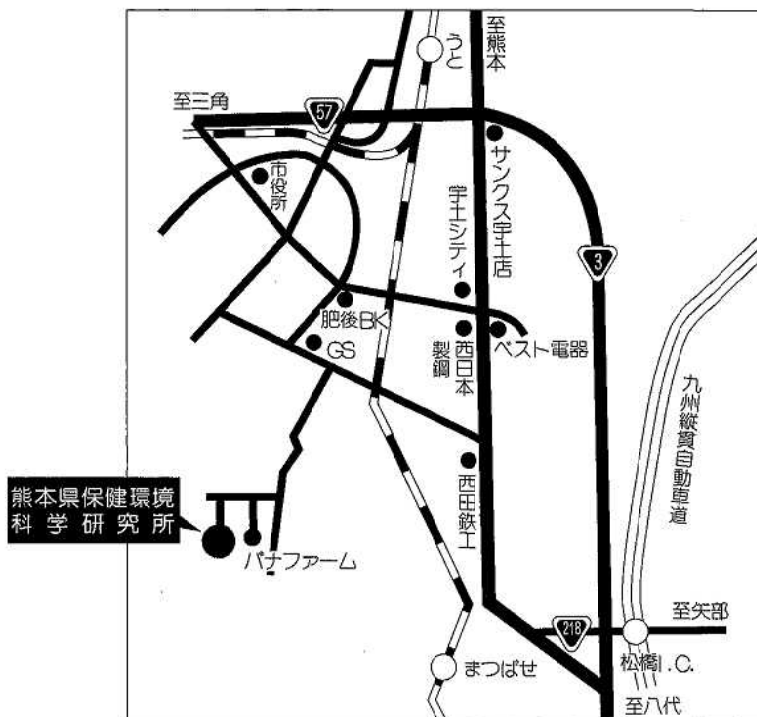 至熊本
うと
至三角
57
サンクス宇土店
市役所
宇土シティ
3
肥後BK
GS
西日本
製鋼
ベスト電器
九州縦貫自動車道
西田鉄工
熊本県保健環境
科学研究所
パナファーム
218
至矢部
まつばせ
松橋I.C.
至八代